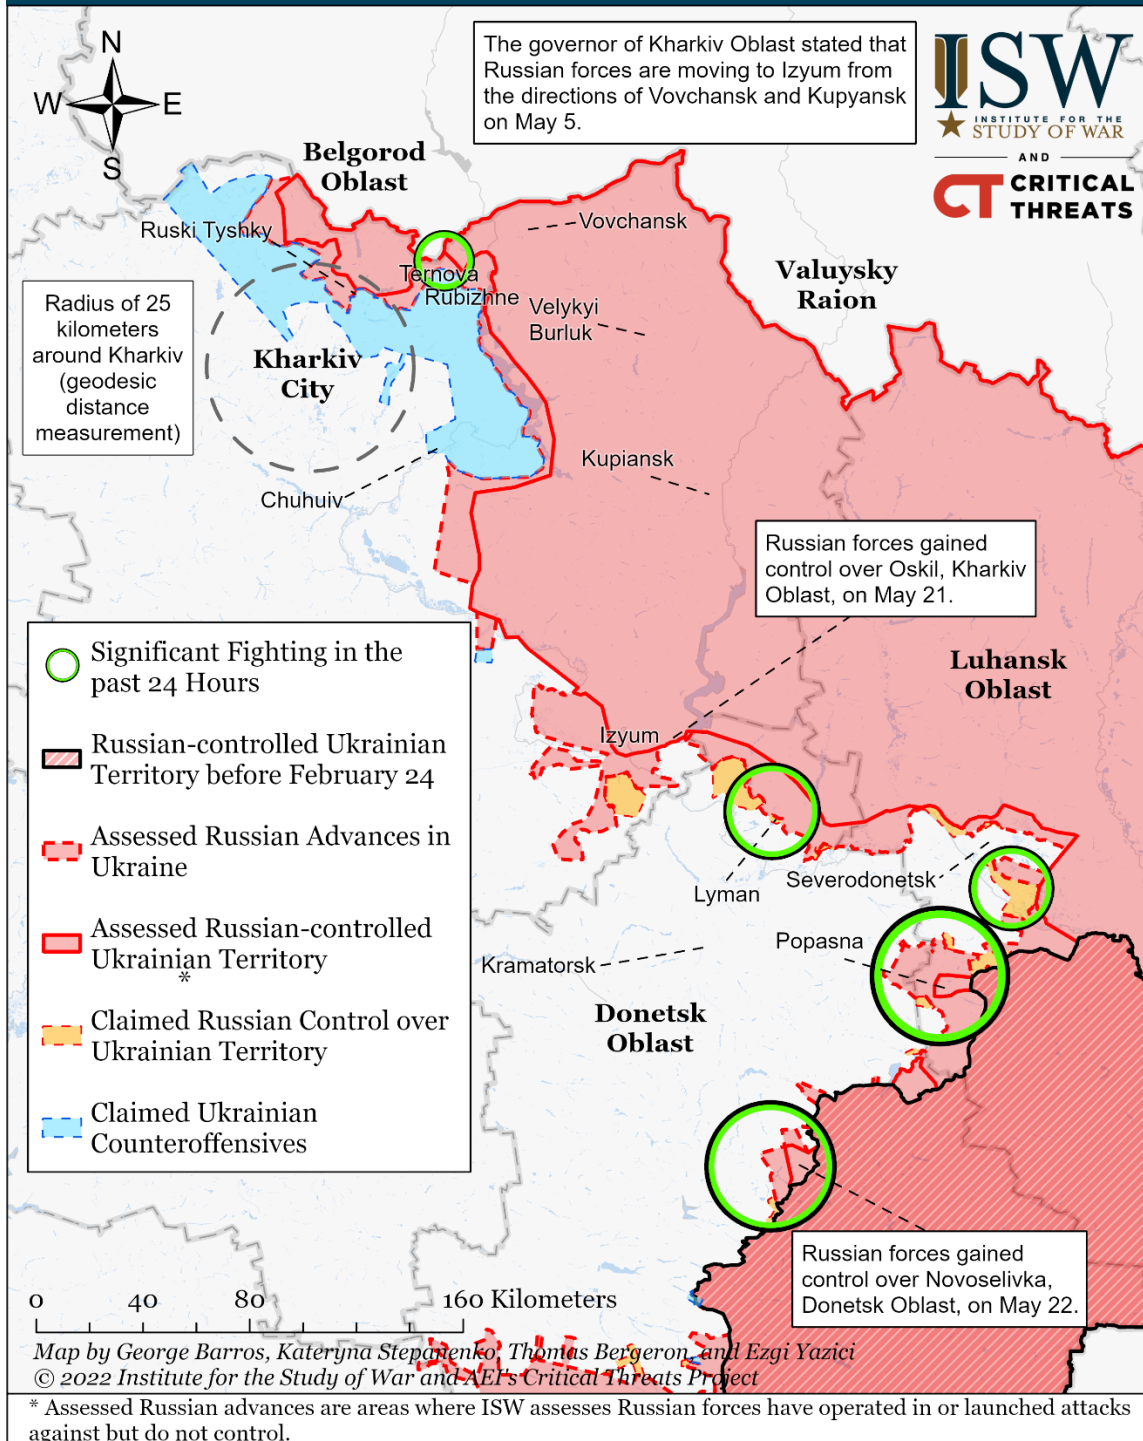 N
W
E
S
The governor of Kharkiv Oblast stated that
Russian forces are moving to Izyum from
the directions of Vovchansk and Kupyansk
on May 5.
ISW
INSTITUTE FOR THE
STUDY OF WAR
AND
CT CRITICAL
THREATS
Belgorod
Oblast
Ruski Tyshky
Vovchansk
Ternova
Rubizhne
Valuysky
Raion
Velykyi
Burluk
Radius of 25
kilometers
around Kharkiv
(geodesic
distance
measurement)
Kharkiv
City
Kupiansk
Chuhuiv
Russian forces gained
control over Oskil, Kharkiv
Oblast, on May 21.
Luhansk
Oblast
Izyum
Lyman
Severodonetsk
Popasna
Kramatorsk
Donetsk
Oblast
Significant Fighting in the
past 24 Hours
Russian-controlled Ukrainian
Territory before February 24
Assessed Russian Advances in
Ukraine
Assessed Russian-controlled
Ukrainian Territory
*
Claimed Russian Control over
Ukrainian Territory
Claimed Ukrainian
Counteroffensives
Russian forces gained
control over Novoselivka,
Donetsk Oblast, on May 22.
0 40 80 160 Kilometers
Map by George Barros, Kateryna Stepanenko, Thomas Bergeron, and Ezgi Yazici
© 2022 Institute for the Study of War and AEI's Critical Threats Project
* Assessed Russian advances are areas where ISW assesses Russian forces have operated in or launched attacks
against but do not control.